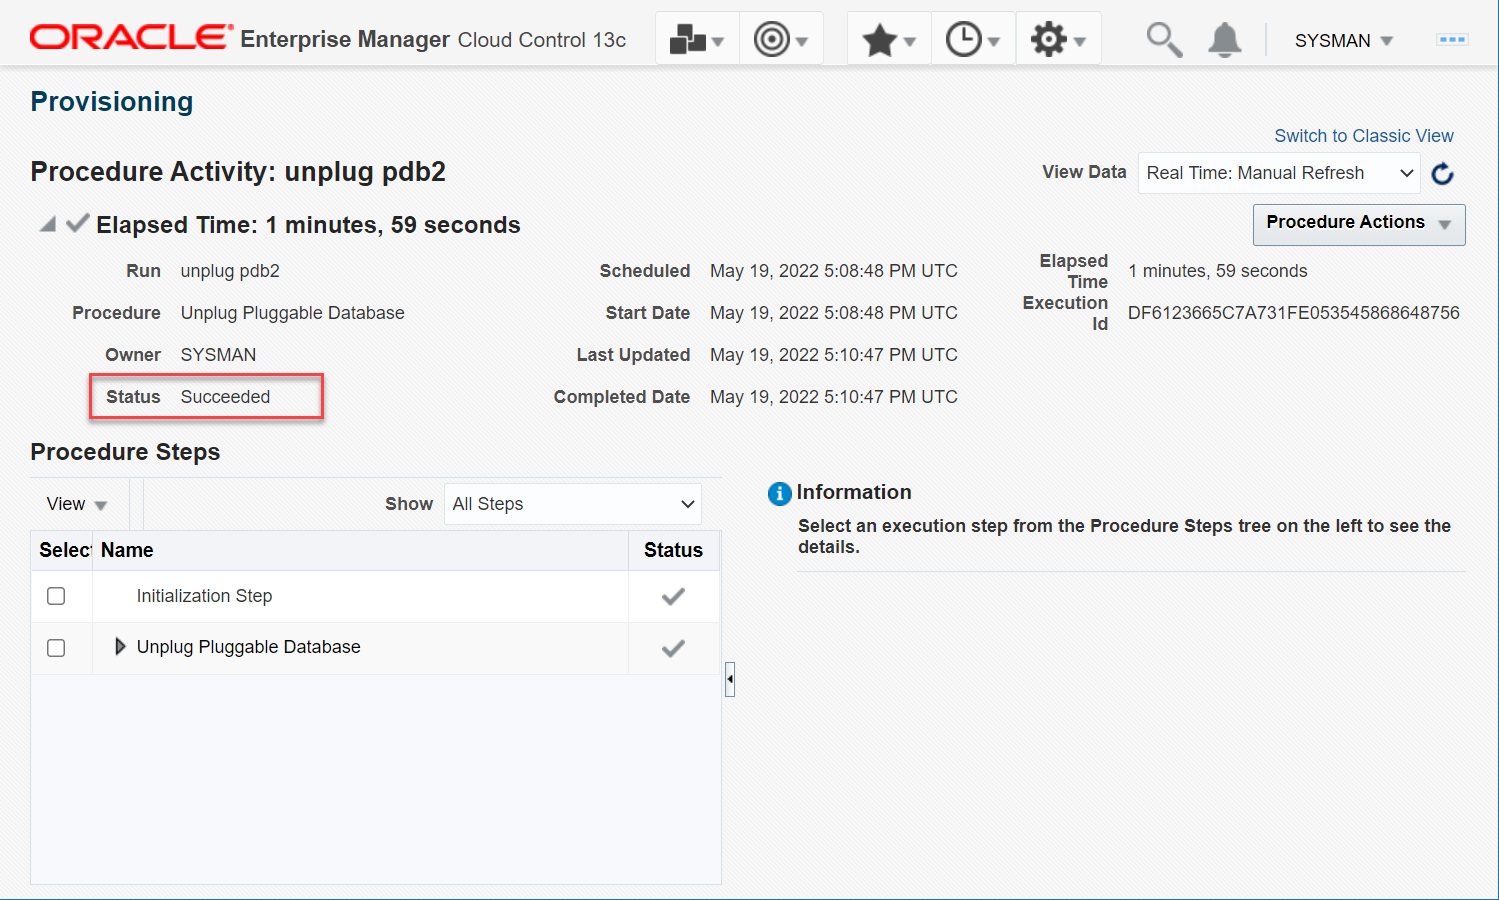 ORACLE® Enterprise Manager Cloud Control 13c
SYSMAN
Provisioning
Switch to Classic View
Procedure Activity: unplug pdb2
View Data Real Time: Manual Refresh
Elapsed Time: 1 minutes, 59 seconds
Procedure Actions
Run unplug pdb2
Procedure Unplug Pluggable Database
Owner SYSMAN
Status Succeeded
Scheduled May 19, 2022 5:08:48 PM UTC
Start Date May 19, 2022 5:08:48 PM UTC
Last Updated May 19, 2022 5:10:47 PM UTC
Completed Date May 19, 2022 5:10:47 PM UTC
Elapsed
Time
1 minutes, 59 seconds
Execution
Id
DF6123665C7A731FE053545868648756
Procedure Steps
View
Show All Steps
Select Name Status
Initialization Step
Unplug Pluggable Database
Information
Select an execution step from the Procedure Steps tree on the left to see the
details.